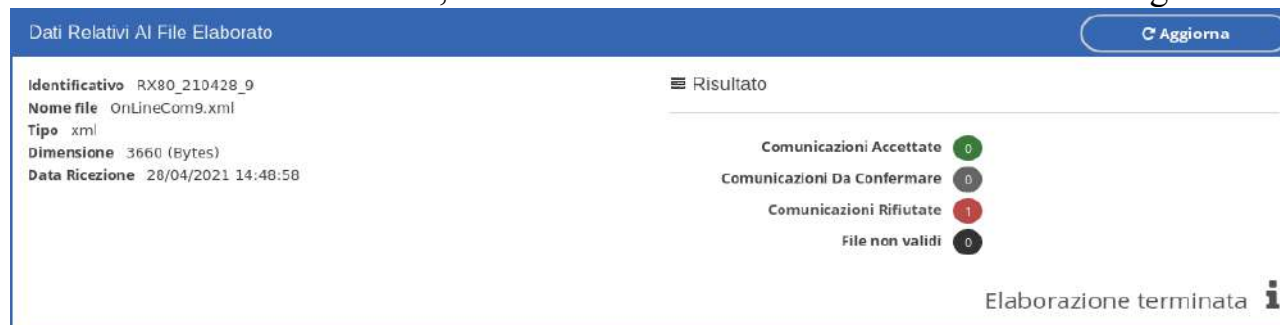 Dati Relativi Al File Elaborato
Aggiorna
Identificativo RX80_210428_9
Nome file OnLineCom9.xml
Tipo xml
Dimensione 3660 (Bytes)
Data Ricezione 28/04/2021 14:48:58
Risultato
Comunicazioni Accettate 0
Comunicazioni Da Confermare 0
Comunicazioni Rifiutate 1
File non validi 0
Elaborazione terminata